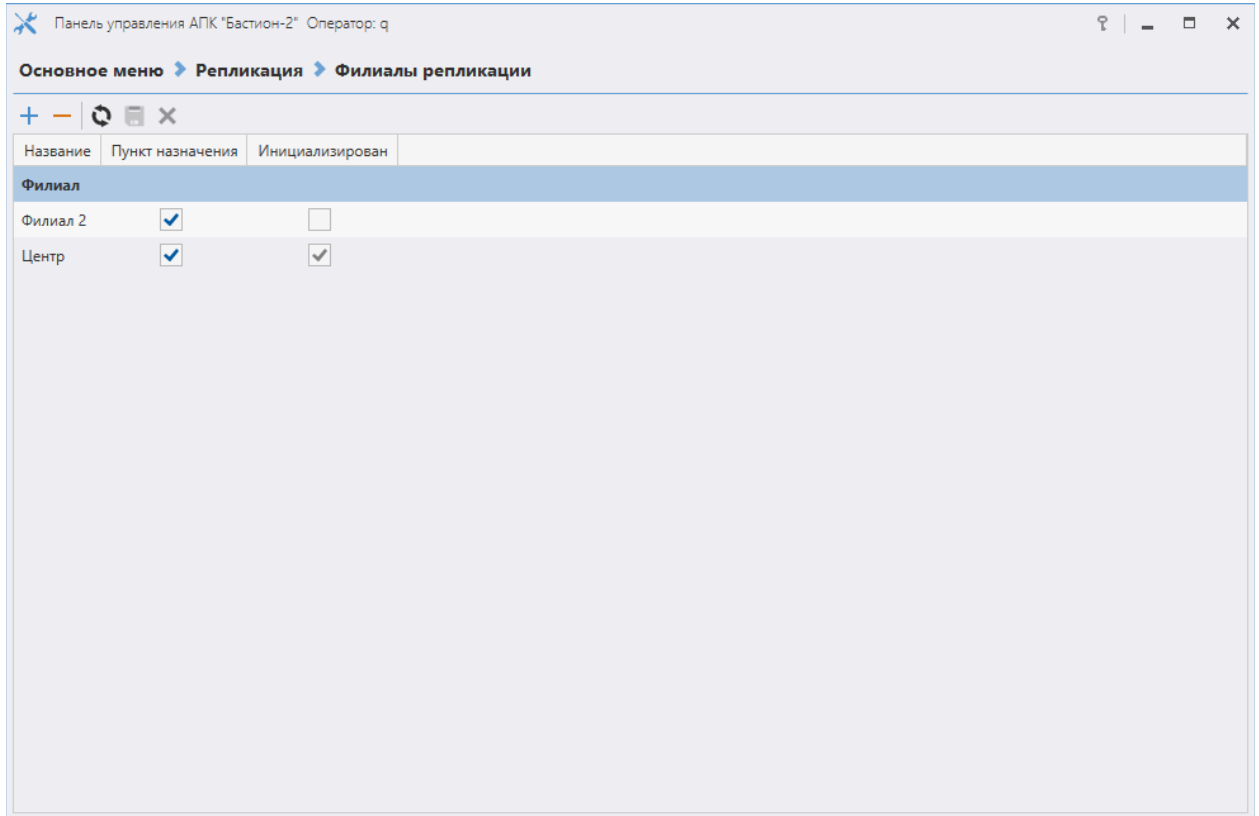 Панель управления АПК "Бастион-2" Оператор: q
Основное меню Репликация Филиалы репликации
Название Пункт назначения Инициализирован
Филиал
Филиал 2
Центр